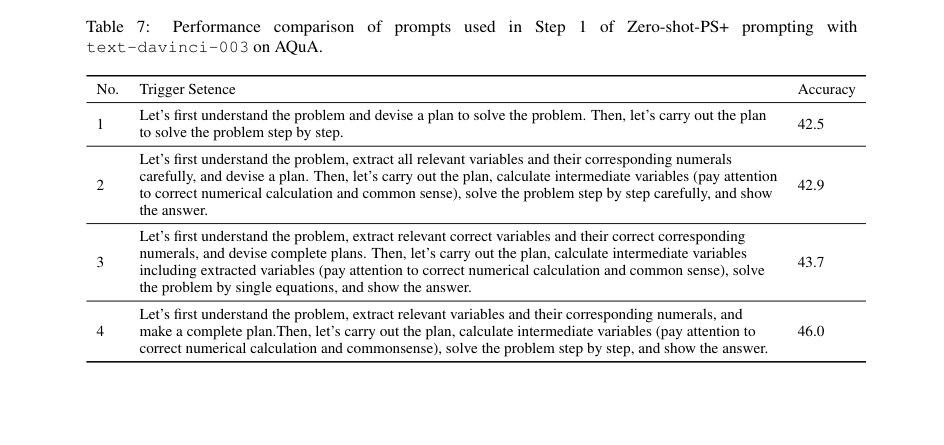 Table 7: Performance comparison of prompts used in Step 1 of Zero-shot-PS+ prompting with
text-davinci-003 on AQuA.
No. Trigger Setence Accuracy
1 Let's first understand the problem and devise a plan to solve the problem. Then, let's carry out the plan
to solve the problem step by step. 42.5
2 Let's first understand the problem, extract all relevant variables and their corresponding numerals
carefully, and devise a plan. Then, let's carry out the plan, calculate intermediate variables (pay attention
to correct numerical calculation and common sense), solve the problem step by step carefully, and show
the answer. 42.9
3 Let's first understand the problem, extract relevant correct variables and their correct corresponding
numerals, and devise complete plans. Then, let's carry out the plan, calculate intermediate variables
including extracted variables (pay attention to correct numerical calculation and common sense), solve
the problem by single equations, and show the answer. 43.7
4 Let's first understand the problem, extract relevant variables and their corresponding numerals, and
make a complete plan.Then, let's carry out the plan, calculate intermediate variables (pay attention to
correct numerical calculation and commonsense), solve the problem step by step, and show the answer. 46.0